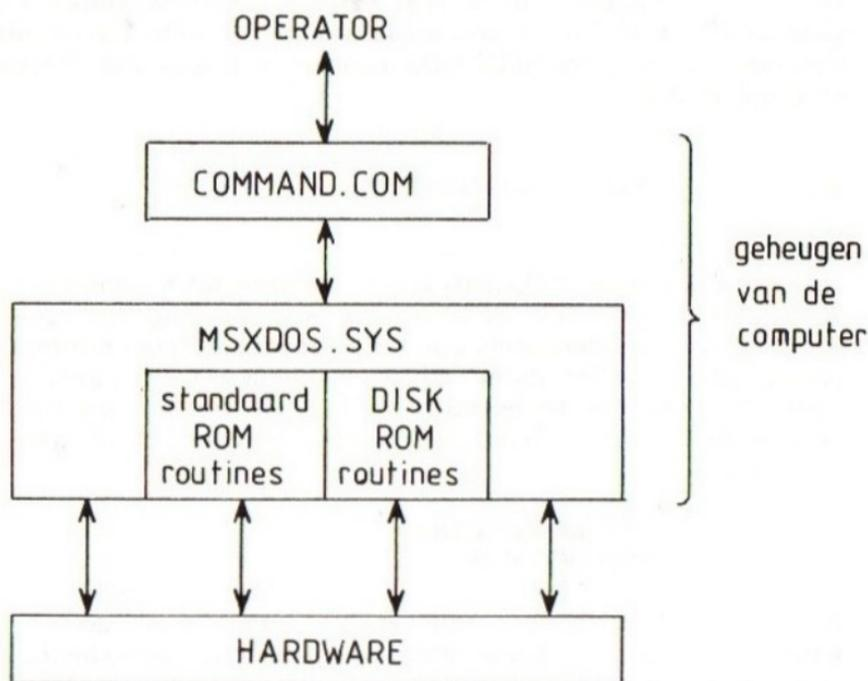 OPERATOR
COMMAND.COM
geheugen
van de
computer
MSXDOS.SYS
standaard
ROM
routines
DISK
ROM
routines
HARDWARE